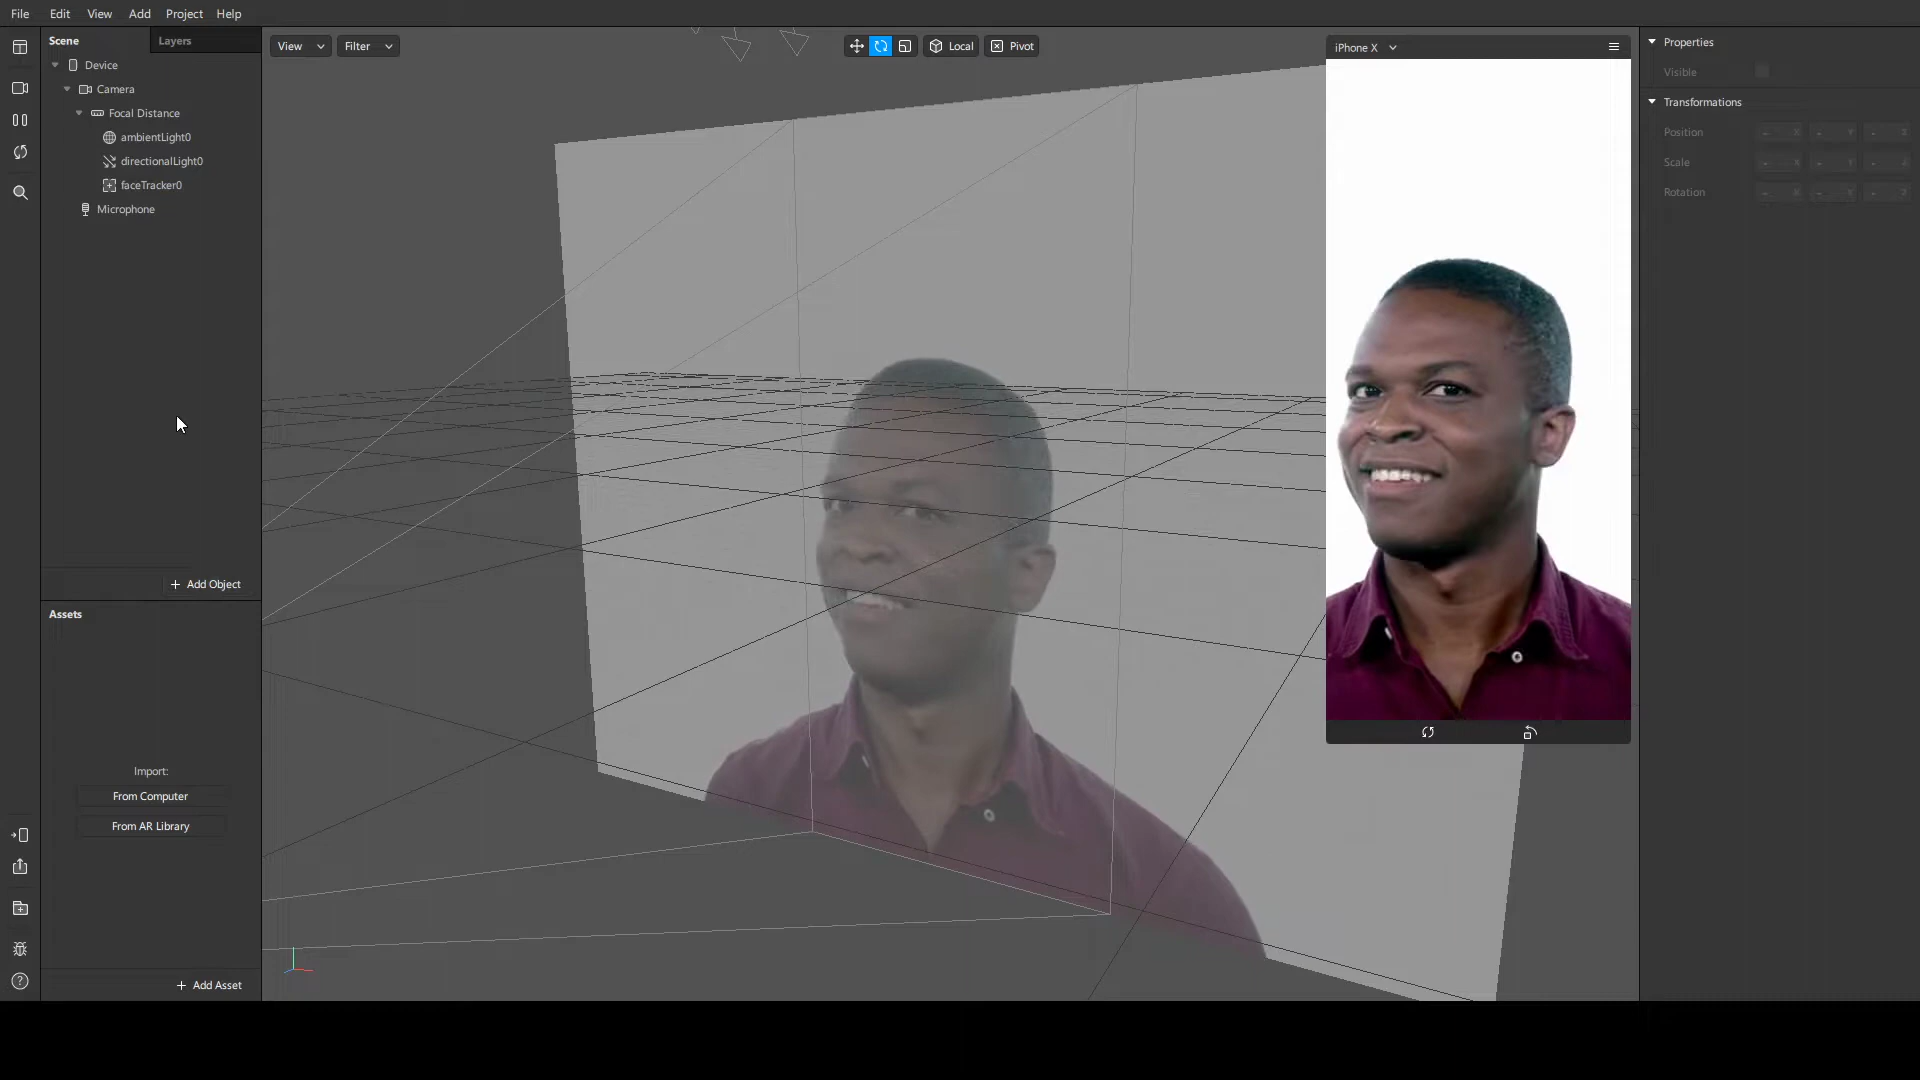 File Edit View Add Project Help
Scene Layers
View Filter Local Pivot
iPhone X
Properties
Visible
Transformations
Position - X - Y - Z
Scale - X - Y - Z
Rotation - X - Y - Z
Device
Camera
Focal Distance
ambientLight0
directionalLight0
faceTracker0
Microphone
+ Add Object
Assets
Import:
From Computer
From AR Library
+ Add Asset